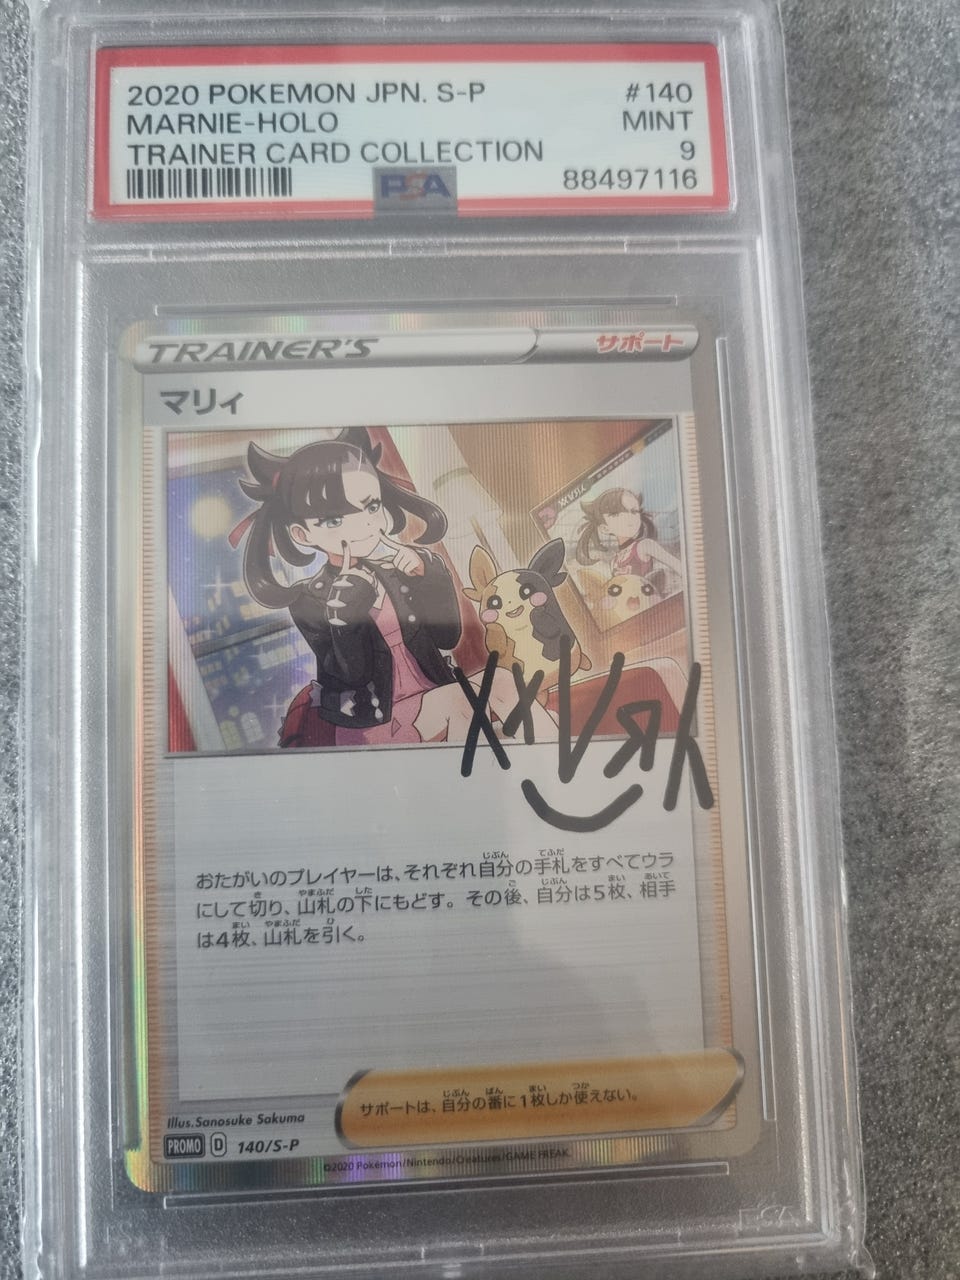 2020 POKEMON JPN. S-P #140
MARNIE-HOLO MINT
TRAINER CARD COLLECTION 9
PSA 88497116
TRAINER'S サポート
マリィ
おたがいのプレイヤーは、それぞれ自分の手札をすべてウラ
にして切り、山札の下にもどす。その後、自分は5枚、相手
は4枚、山札を引く。
サポートは、自分の番に1枚しか使えない。
Illus.Sanosuke Sakuma
PROMO D 140/S-P
©2020 Pokémon/Nintendo/Creatures/GAME FREAK.